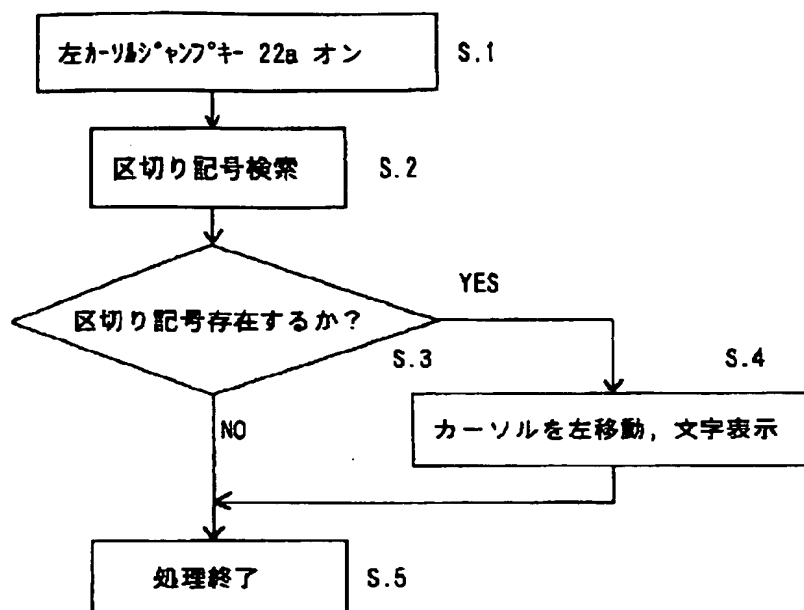 左ｶｰｿﾙｼﾞｬﾝﾌﾟｷｰ 22a オン
S.1
区切り記号検索
S.2
区切り記号存在するか？
YES
S.3
S.4
NO
カーソルを左移動，文字表示
処理終了
S.5